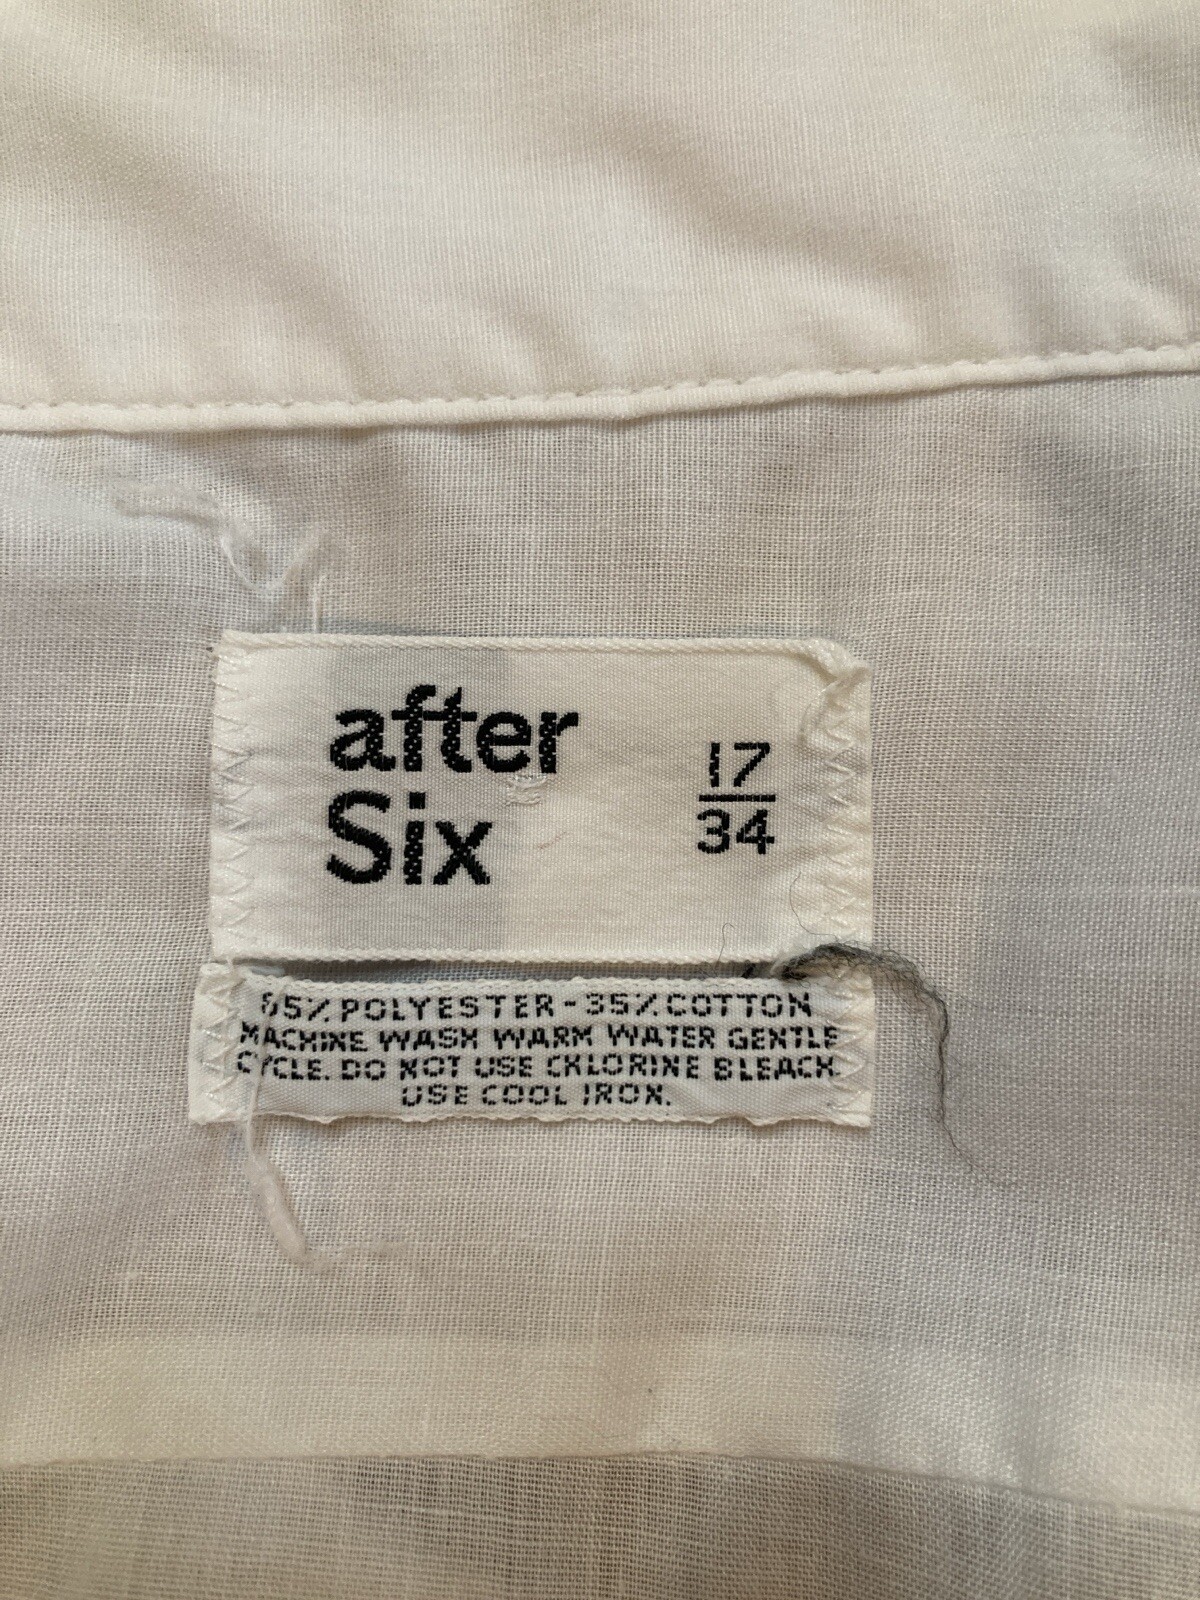 after
Six
17
34
65% POLYESTER-35% COTTON
MACHINE WASH WARM WATER GENTLE
CYCLE. DO NOT USE CHLORINE BLEACH.
USE COOL IRON.